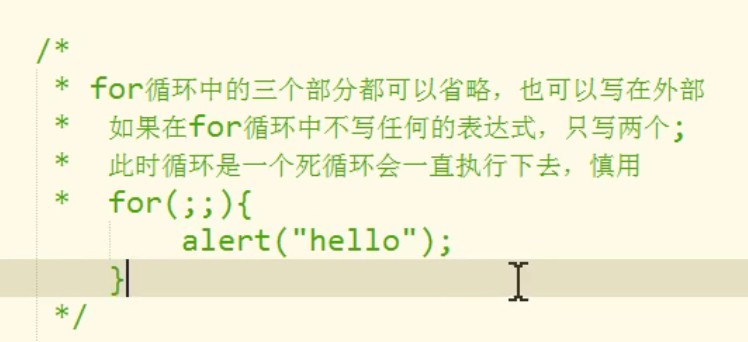 /*
* for循环中的三个部分都可以省略，也可以写在外部
* 如果在for循环中不写任何的表达式，只写两个;
* 此时循环是一个死循环会一直执行下去，慎用
* for(;;){
alert("hello");
}
*/